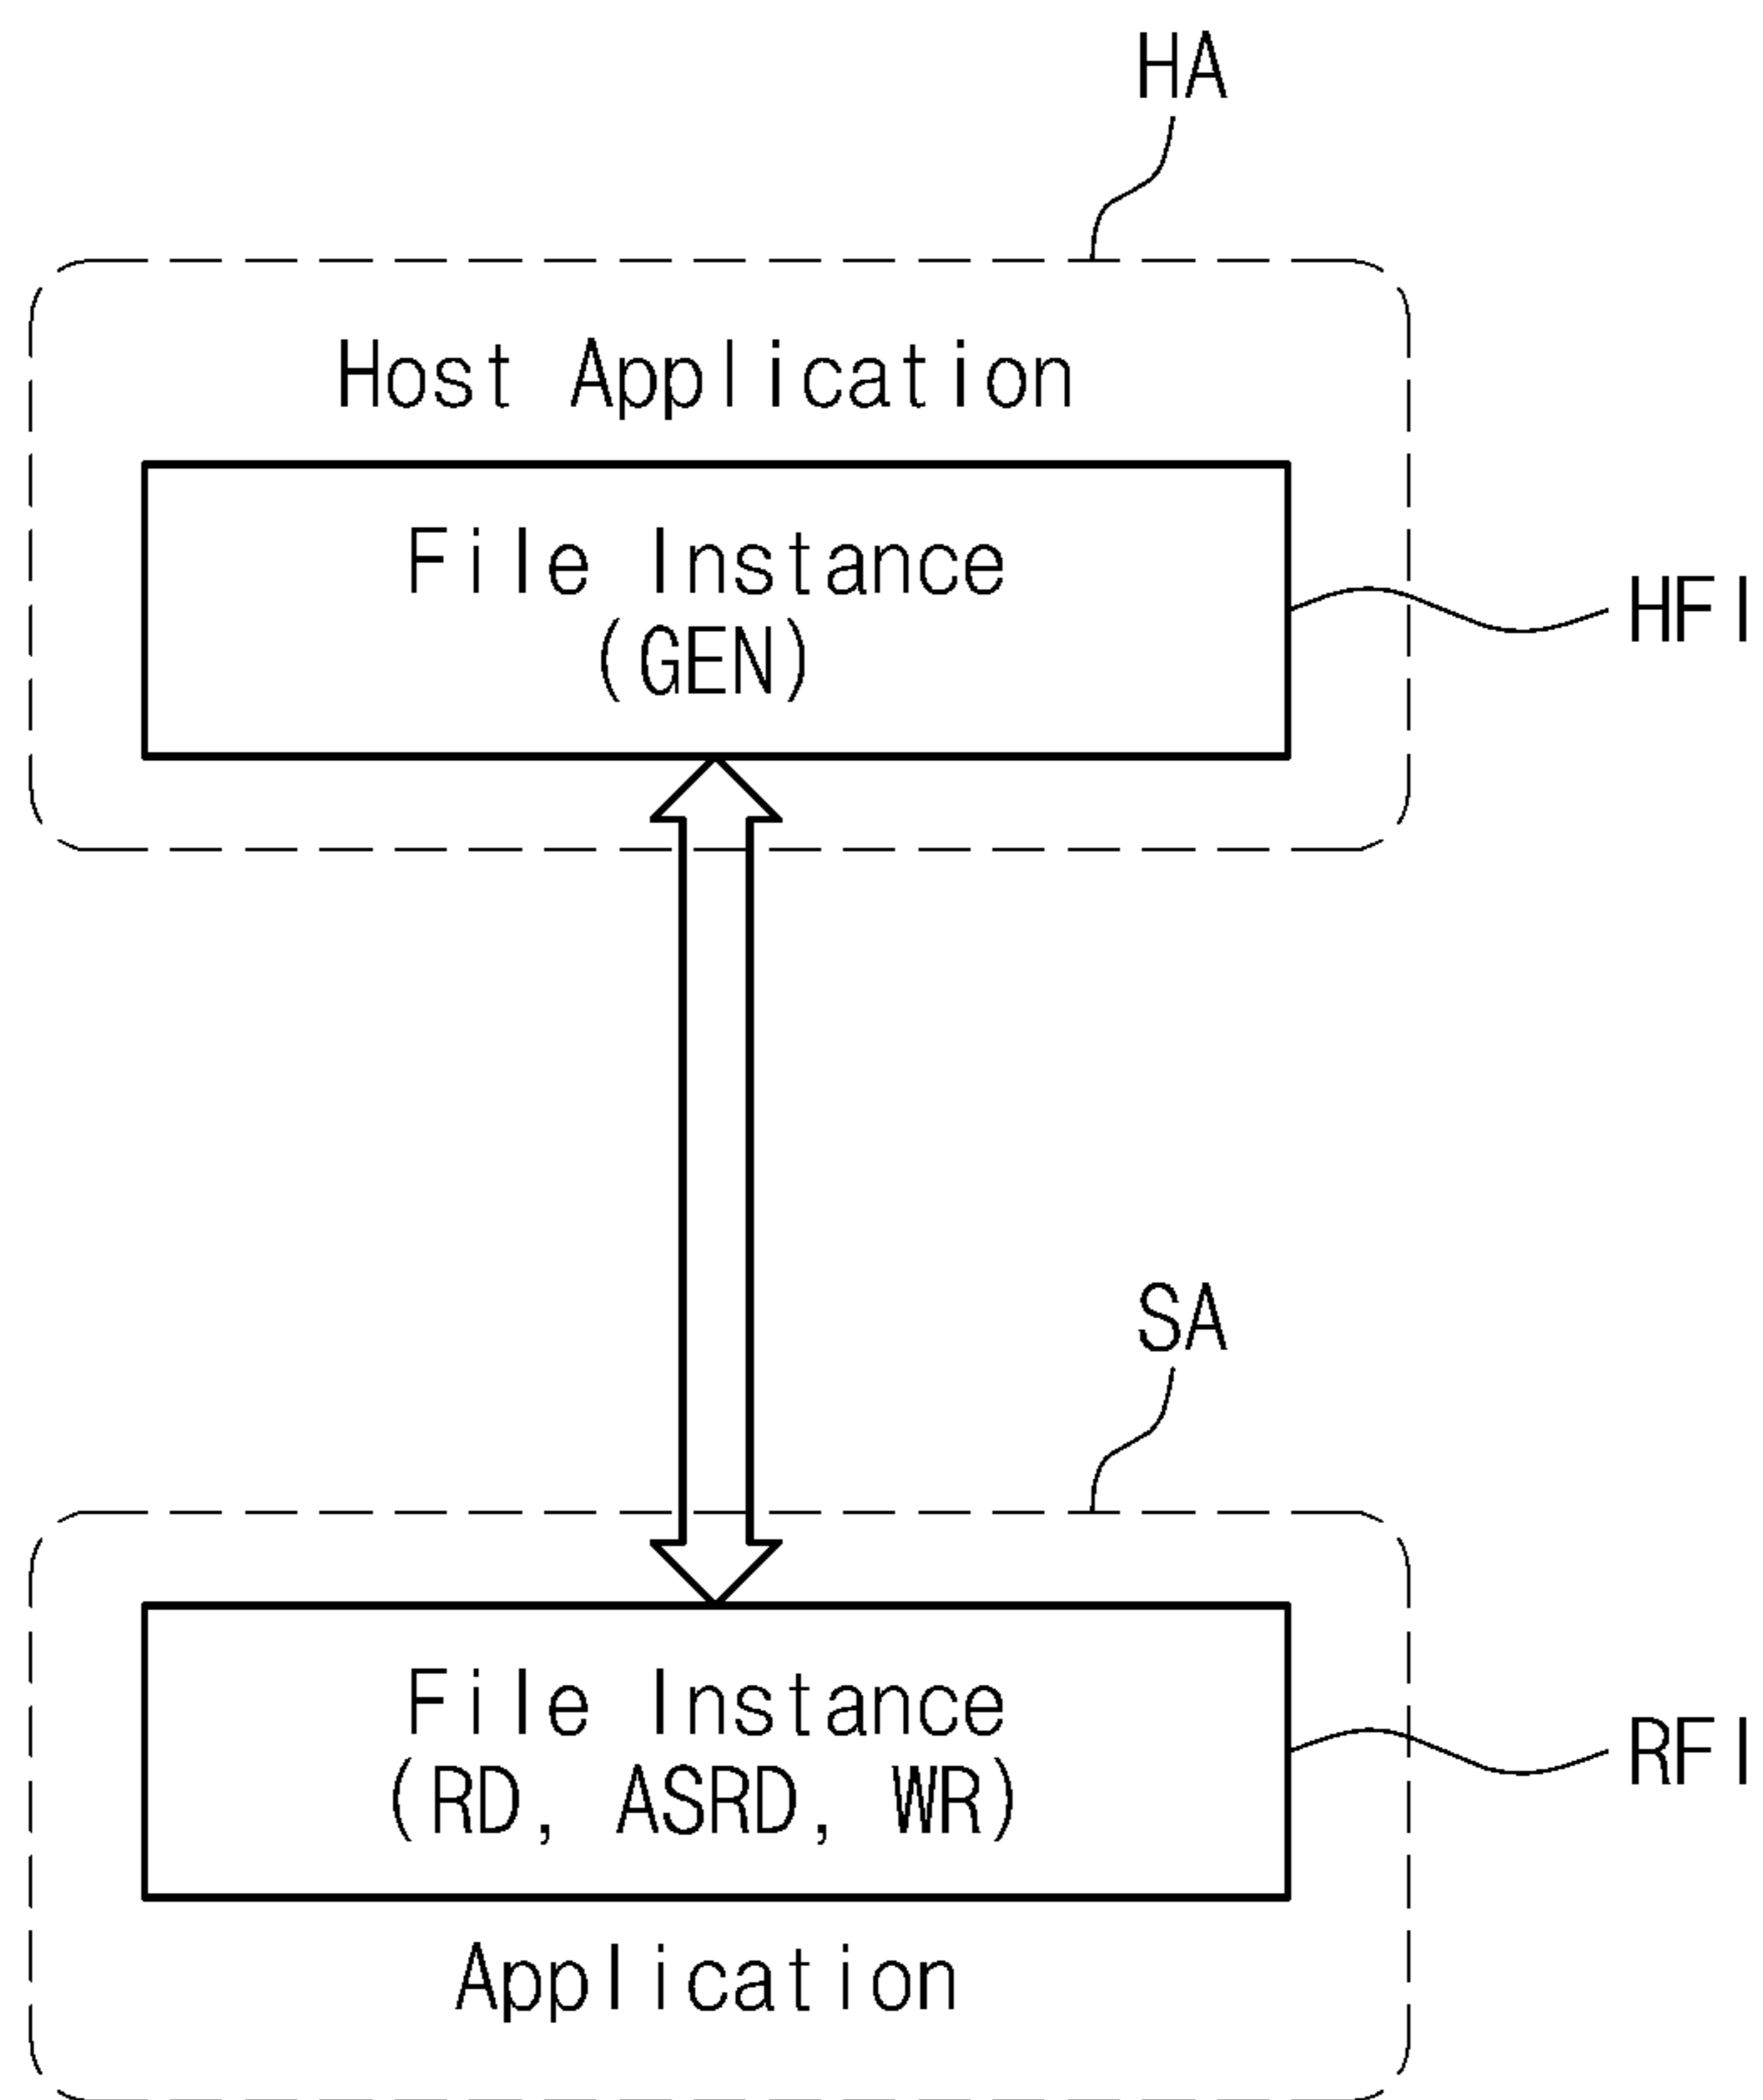 HA
Host Application
File Instance
(GEN)
HFI
SA
File Instance
(RD, ASRD, WR)
RFI
Application